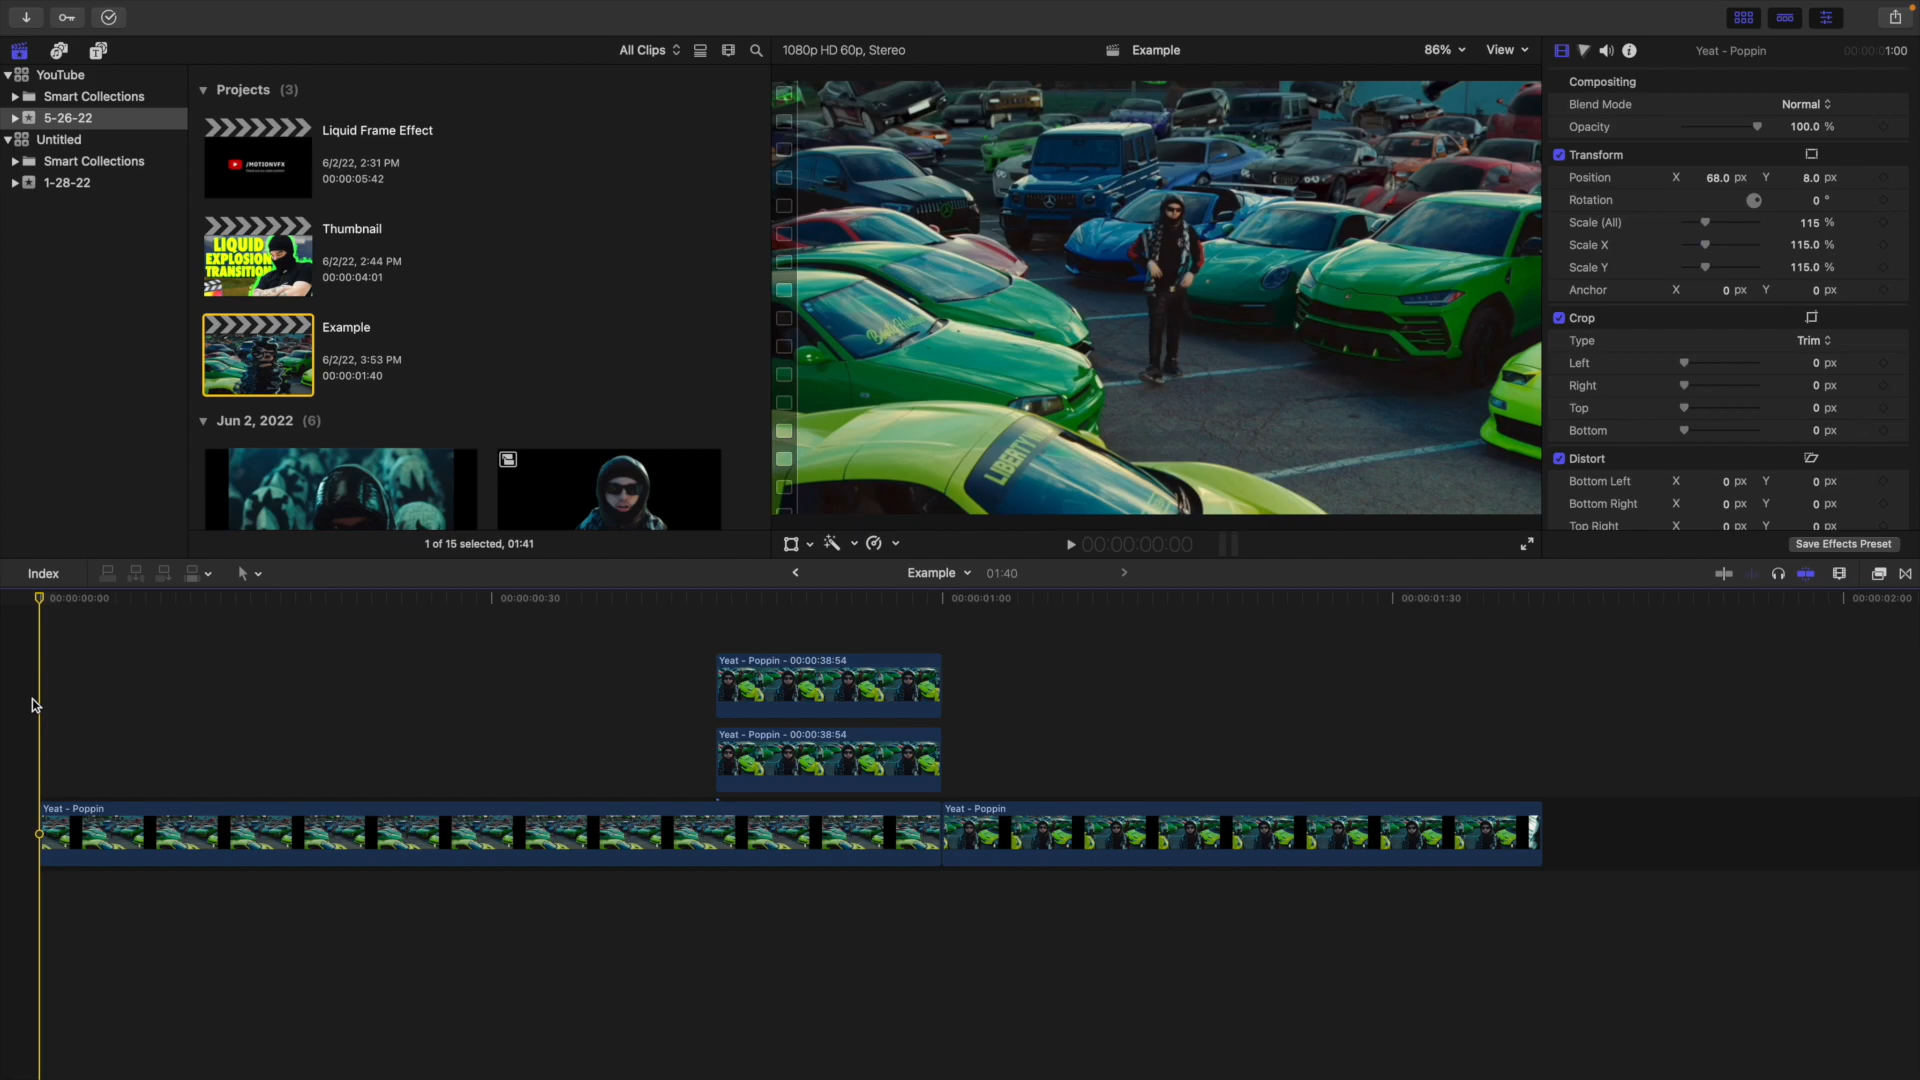 All Clips
1080p HD 60p, Stereo
Example
86%
View
Yeat - Poppin
00:00:01:00
YouTube
Smart Collections
5-26-22
Untitled
Smart Collections
1-28-22
Projects (3)
Liquid Frame Effect
6/2/22, 2:31 PM
00:00:05:42
/MOTIONVFX
Thumbnail
6/2/22, 2:44 PM
00:00:04:01
LIQUID
EXPLOSION
TRANSITION
Example
6/2/22, 3:53 PM
00:00:01:40
Jun 2, 2022 (6)
1 of 15 selected, 01:41
LIBERTY
00:00:00:00
Compositing
Blend Mode Normal
Opacity 100.0 %
Transform
Position X 68.0 px Y 8.0 px
Rotation 0 °
Scale (All) 115 %
Scale X 115.0 %
Scale Y 115.0 %
Anchor X 0 px Y 0 px
Crop
Type Trim
Left 0 px
Right 0 px
Top 0 px
Bottom 0 px
Distort
Bottom Left X 0 px Y 0 px
Bottom Right X 0 px Y 0 px
Top Right X 0 px Y 0 px
Save Effects Preset
Index
Example
01:40
00:00:00:00
00:00:00:30
00:00:01:00
00:00:01:30
00:00:02:00
Yeat - Poppin - 00:00:38:54
Yeat - Poppin - 00:00:38:54
Yeat - Poppin
Yeat - Poppin